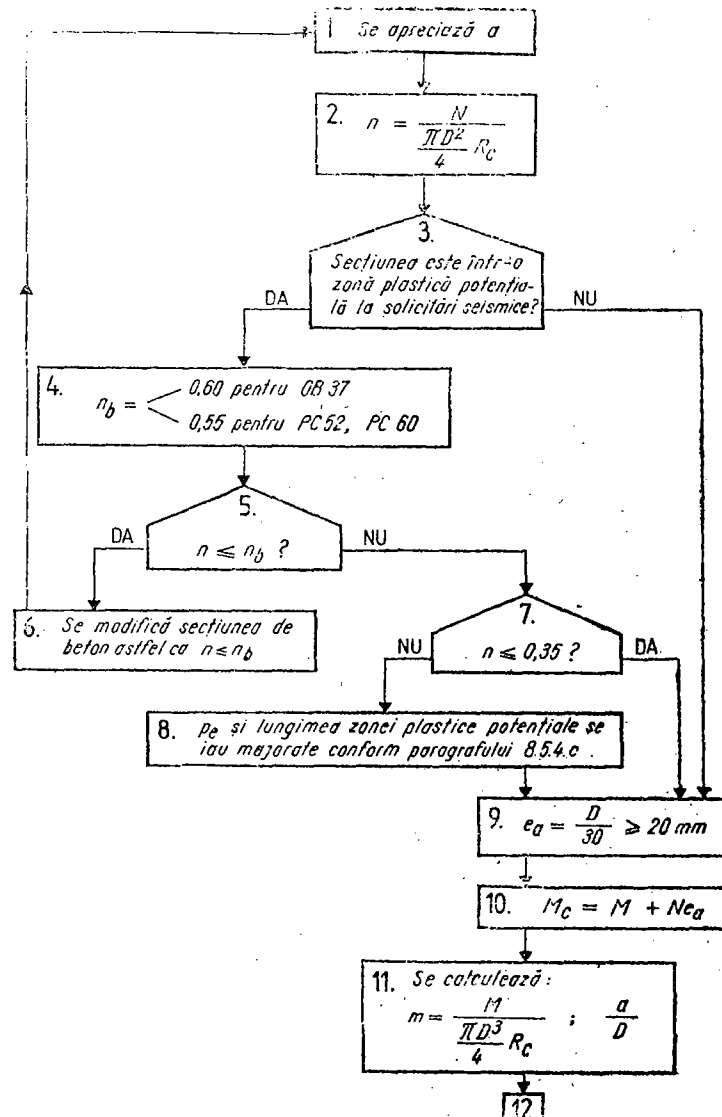 1 Se apreciază a
2. n = N / (πD²/4 R_c)
3.
Secțiunea este într-o
zonă plastică potenția-
lă la solicitări seismice?
DA
NU
4. n_b =
0,60 pentru OB 37
0,55 pentru PC 52, PC 60
5.
n ≤ n_b ?
DA
NU
6. Se modifică secțiunea de
beton astfel ca n ≤ n_b
7.
n ≤ 0,35 ?
NU
DA
8. p_e și lungimea zonei plastice potențiale se
iau majorate conform paragrafului 8.5.4.c.
9. e_a = D/30 ≥ 20 mm
10. M_c = M + Ne_a
11. Se calculează:
m = M / (πD³/4 R_c) ; a/D
12